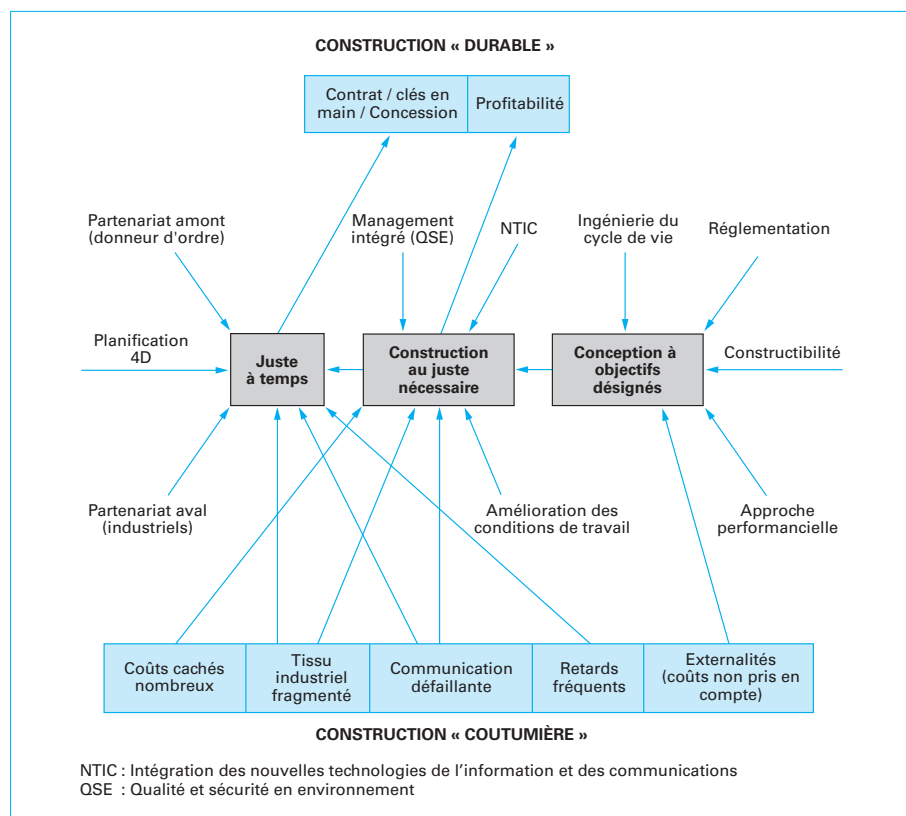 CONSTRUCTION « DURABLE »
Contrat / clés en
main / Concession
Profitabilité
Partenariat amont
(donneur d'ordre)
Management
intégré (QSE)
NTIC
Ingénierie du
cycle de vie
Réglementation
Planification
4D
Juste
à temps
Construction
au juste
nécessaire
Conception à
objectifs
désignés
Constructibilité
Partenariat aval
(industriels)
Amélioration des
conditions de travail
Approche
performancielle
Coûts cachés
nombreux
Tissu
industriel
fragmenté
Communication
défaillante
Retards
fréquents
Externalités
(coûts non pris en
compte)
CONSTRUCTION « COUTUMIÈRE »
NTIC : Intégration des nouvelles technologies de l'information et des communications
QSE : Qualité et sécurité en environnement